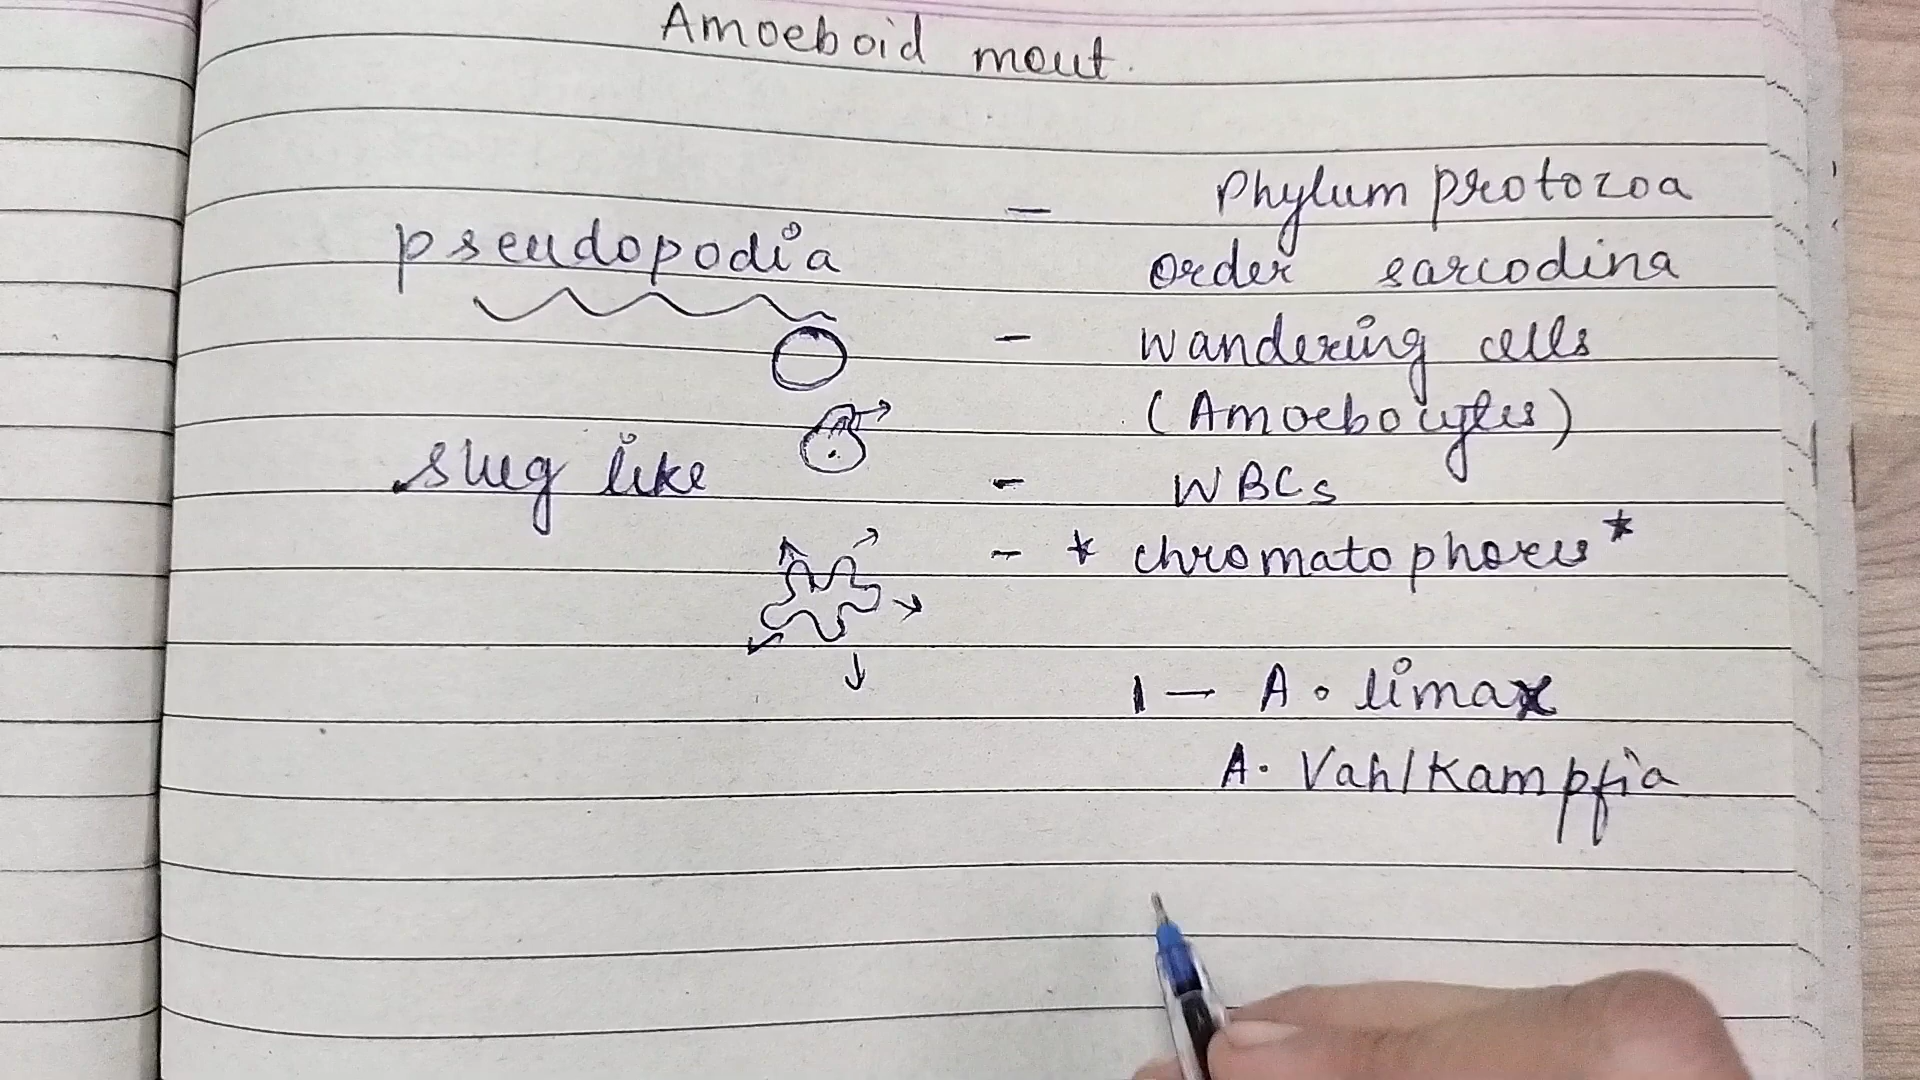 Amoeboid movt.
pseudopodia
slug like
- Phylum protozoa
order sarcodina
- wandering cells
(Amoebocytes)
- WBCs
- * chromatophores *
1 - A. limax
A. Vahlkampfia